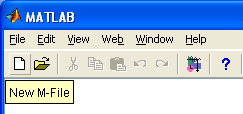 MATLAB
File Edit View Web Window Help
?
New M-File